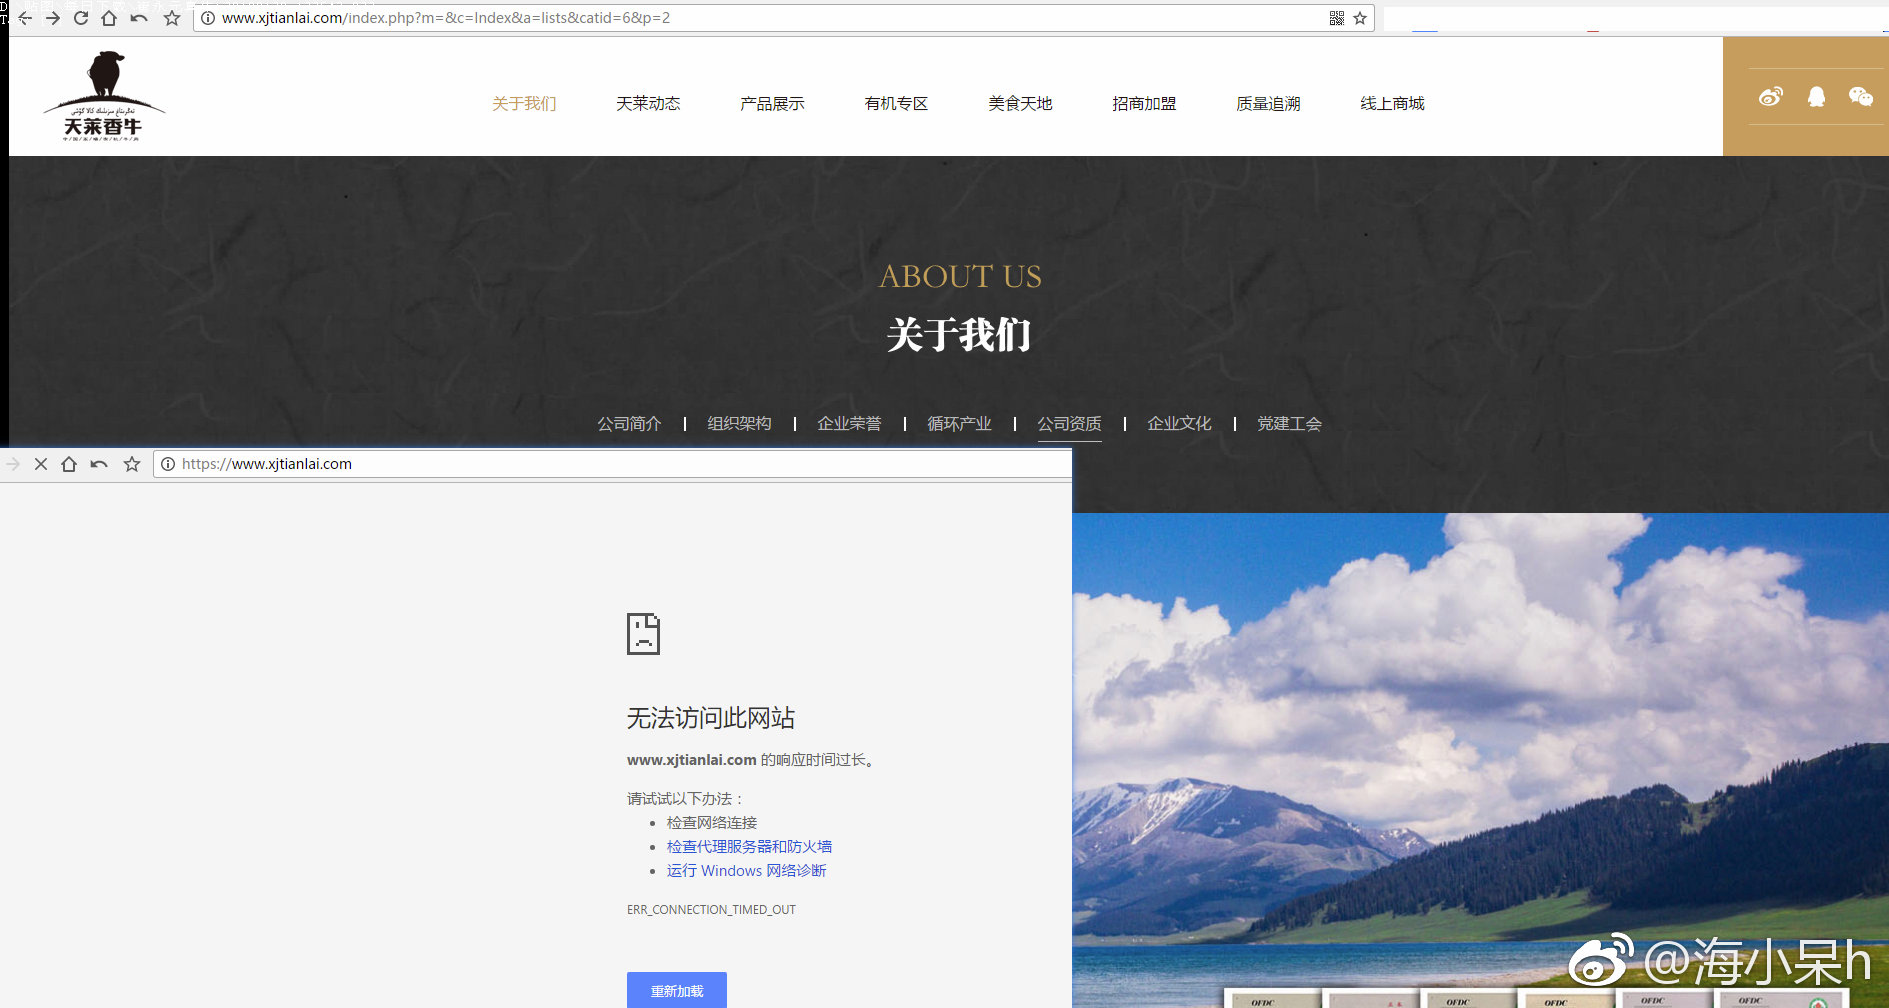 www.xjtianlai.com/index.php?m=&c=Index&a=lists&catid=6&p=2
天莱香牛
关于我们 天莱动态 产品展示 有机专区 美食天地 招商加盟 质量追溯 线上商城
ABOUT US
关于我们
公司简介 | 组织架构 | 企业荣誉 | 循环产业 | 公司资质 | 企业文化 | 党建工会
https://www.xjtianlai.com
无法访问此网站
www.xjtianlai.com 的响应时间过长。
请试试以下办法：
检查网络连接
检查代理服务器和防火墙
运行 Windows 网络诊断
ERR_CONNECTION_TIMED_OUT
重新加载
@海小呆h
OFDC OFDC OFDC OFDC OFDC